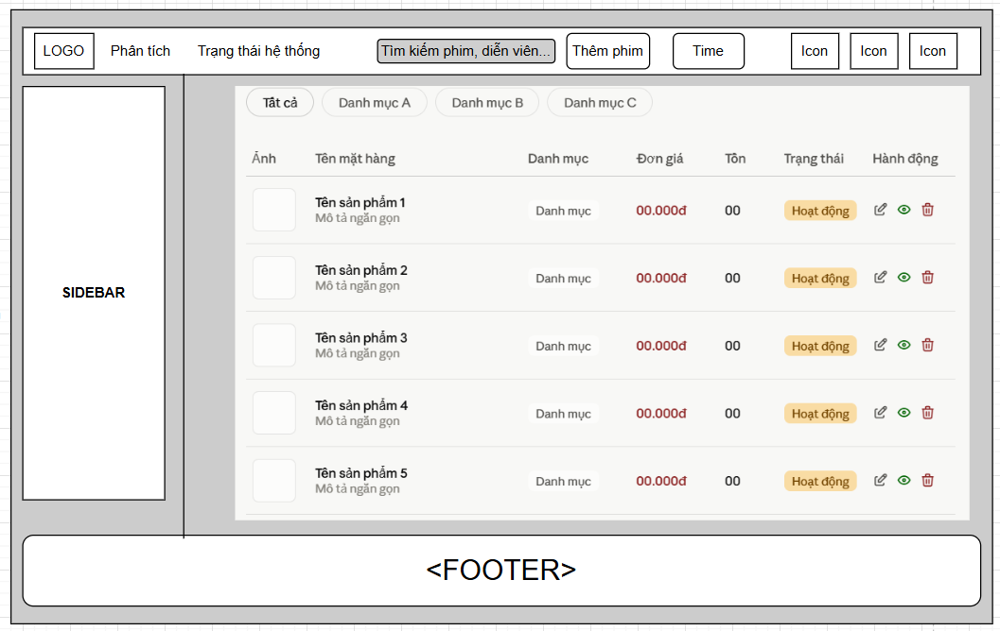 LOGO Phân tích Trạng thái hệ thống Tìm kiếm phim, diễn viên... Thêm phim Time Icon Icon Icon
Tất cả Danh mục A Danh mục B Danh mục C
Ảnh Tên mặt hàng Danh mục Đơn giá Tồn Trạng thái Hành động
Tên sản phẩm 1
Mô tả ngắn gọn
Danh mục 00.000đ 00 Hoạt động
Tên sản phẩm 2
Mô tả ngắn gọn
Danh mục 00.000đ 00 Hoạt động
SIDEBAR
Tên sản phẩm 3
Mô tả ngắn gọn
Danh mục 00.000đ 00 Hoạt động
Tên sản phẩm 4
Mô tả ngắn gọn
Danh mục 00.000đ 00 Hoạt động
Tên sản phẩm 5
Mô tả ngắn gọn
Danh mục 00.000đ 00 Hoạt động
<FOOTER>